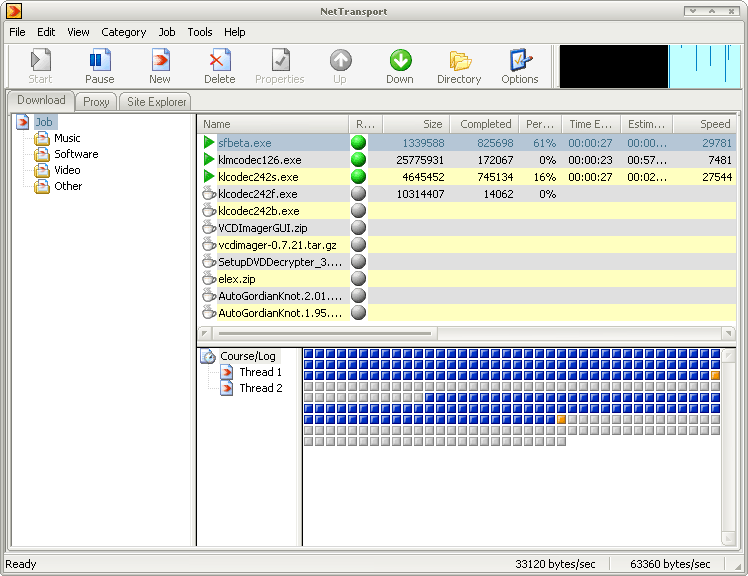 NetTransport
File Edit View Category Job Tools Help
Start Pause New Delete Properties Up Down Directory Options
Download Proxy Site Explorer
Job
Music
Software
Video
Other
Name R... Size Completed Per... Time E... Estim... Speed
sfbeta.exe 1339588 825698 61% 00:00:27 00:00... 29781
klmcodec126.exe 25775931 172067 0% 00:00:23 00:57... 7481
klcodec242s.exe 4645452 745134 16% 00:00:27 00:02... 27544
klcodec242f.exe 10314407 14062 0%
klcodec242b.exe
VCDImagerGUI.zip
vcdimager-0.7.21.tar.gz
SetupDVDDecrypter_3....
elex.zip
AutoGordianKnot.2.01....
AutoGordianKnot.1.95....
Course/Log
Thread 1
Thread 2
Ready 33120 bytes/sec 63360 bytes/sec